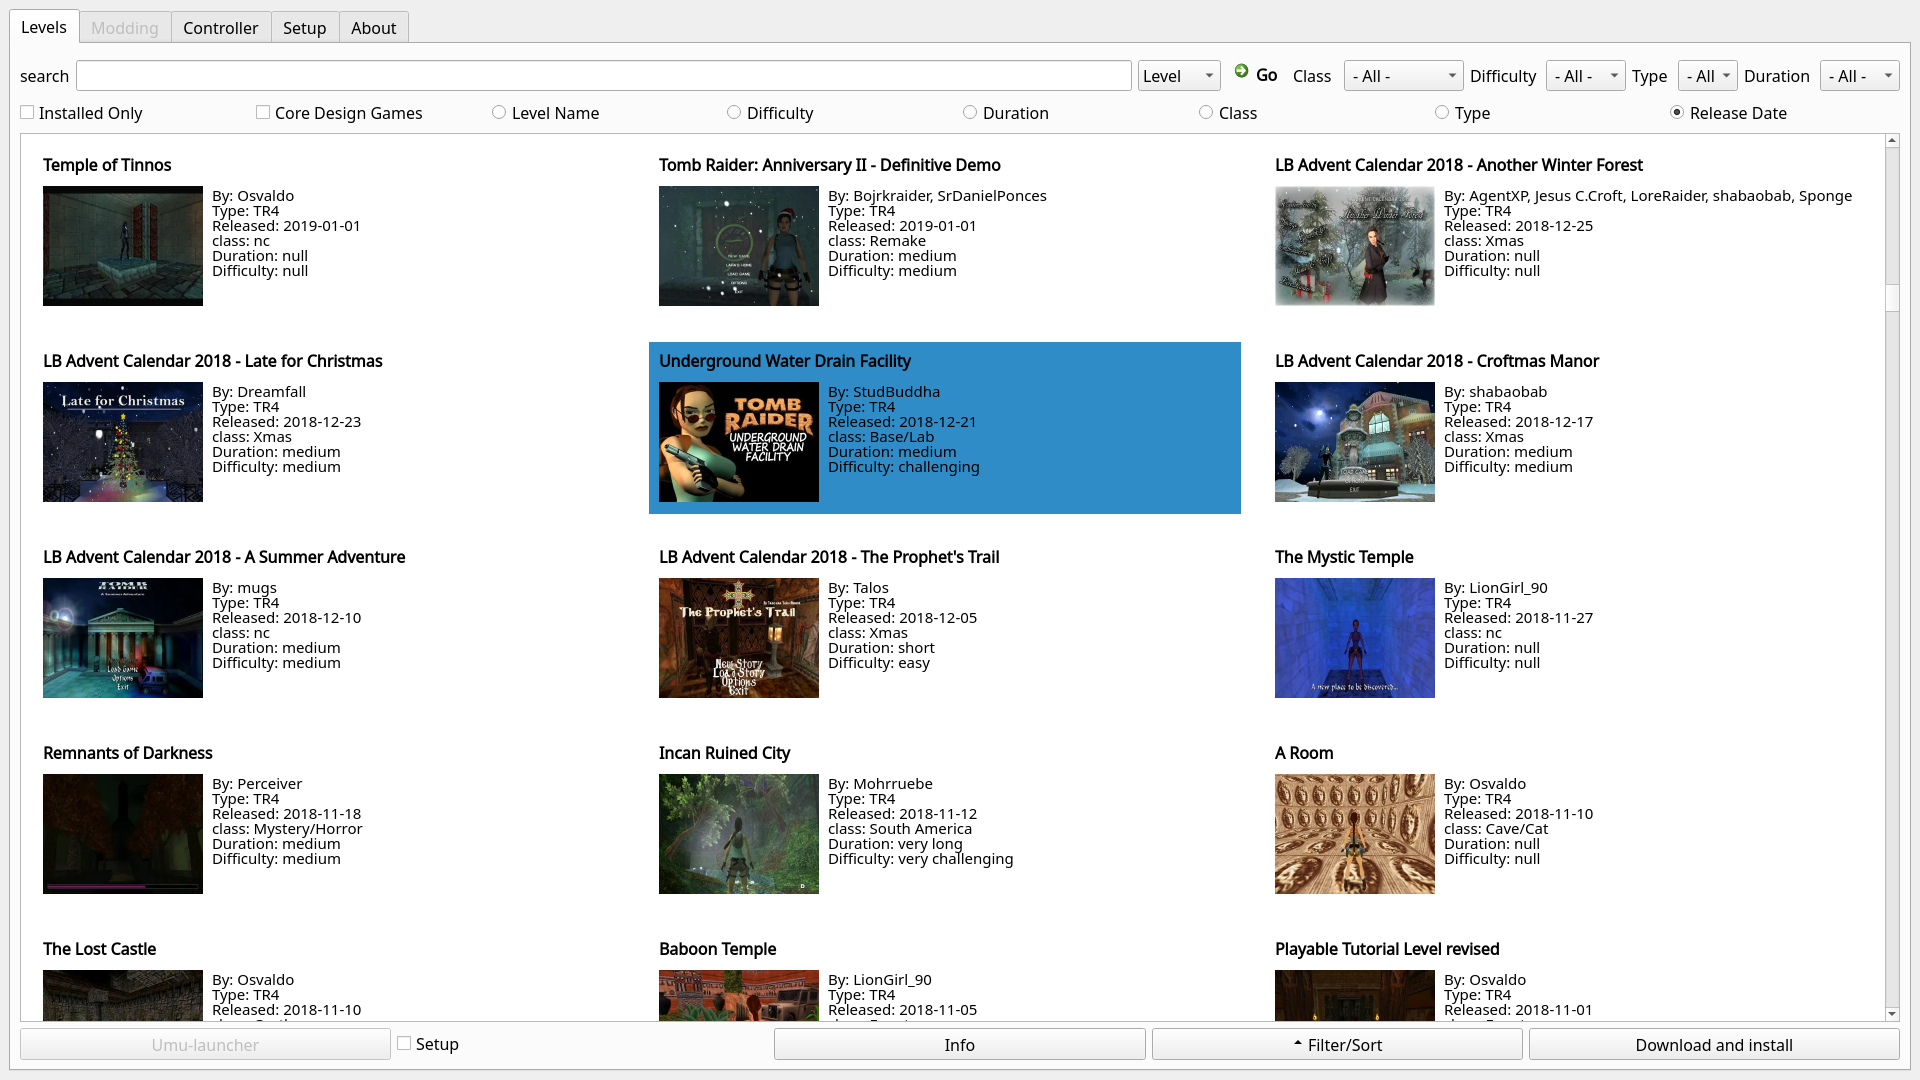 Levels
Modding
Controller
Setup
About
search
Level
Go
Class
- All -
Difficulty
- All -
Type
- All
Duration
- All -
Installed Only
Core Design Games
Level Name
Difficulty
Duration
Class
Type
Release Date
Temple of Tinnos
By: Osvaldo
Type: TR4
Released: 2019-01-01
class: nc
Duration: null
Difficulty: null
Tomb Raider: Anniversary II - Definitive Demo
By: Bojrkraider, SrDanielPonces
Type: TR4
Released: 2019-01-01
class: Remake
Duration: medium
Difficulty: medium
LB Advent Calendar 2018 - Another Winter Forest
Another Winter Forest
By: AgentXP, Jesus C.Croft, LoreRaider, shabaobab, Sponge
Type: TR4
Released: 2018-12-25
class: Xmas
Duration: null
Difficulty: null
LB Advent Calendar 2018 - Late for Christmas
Late for Christmas
By: Dreamfall
Type: TR4
Released: 2018-12-23
class: Xmas
Duration: medium
Difficulty: medium
Underground Water Drain Facility
TOMB
RAIDER
UNDERGROUND
WATER DRAIN
FACILITY
By: StudBuddha
Type: TR4
Released: 2018-12-21
class: Base/Lab
Duration: medium
Difficulty: challenging
LB Advent Calendar 2018 - Croftmas Manor
EXIT
By: shabaobab
Type: TR4
Released: 2018-12-17
class: Xmas
Duration: medium
Difficulty: medium
LB Advent Calendar 2018 - A Summer Adventure
TOMB
RAIDER
A Summer Adventure
Load Game
Options
Exit
By: mugs
Type: TR4
Released: 2018-12-10
class: nc
Duration: medium
Difficulty: medium
LB Advent Calendar 2018 - The Prophet's Trail
The Prophet's Trail
New Story
Load Story
Options
Exit
By: Talos
Type: TR4
Released: 2018-12-05
class: Xmas
Duration: short
Difficulty: easy
The Mystic Temple
A new place to be discovered...
By: LionGirl_90
Type: TR4
Released: 2018-11-27
class: nc
Duration: null
Difficulty: null
Remnants of Darkness
By: Perceiver
Type: TR4
Released: 2018-11-18
class: Mystery/Horror
Duration: medium
Difficulty: medium
Incan Ruined City
By: Mohrruebe
Type: TR4
Released: 2018-11-12
class: South America
Duration: very long
Difficulty: very challenging
A Room
By: Osvaldo
Type: TR4
Released: 2018-11-10
class: Cave/Cat
Duration: null
Difficulty: null
The Lost Castle
By: Osvaldo
Type: TR4
Released: 2018-11-10
Baboon Temple
By: LionGirl_90
Type: TR4
Released: 2018-11-05
Playable Tutorial Level revised
By: Osvaldo
Type: TR4
Released: 2018-11-01
Umu-launcher
Setup
Info
Filter/Sort
Download and install